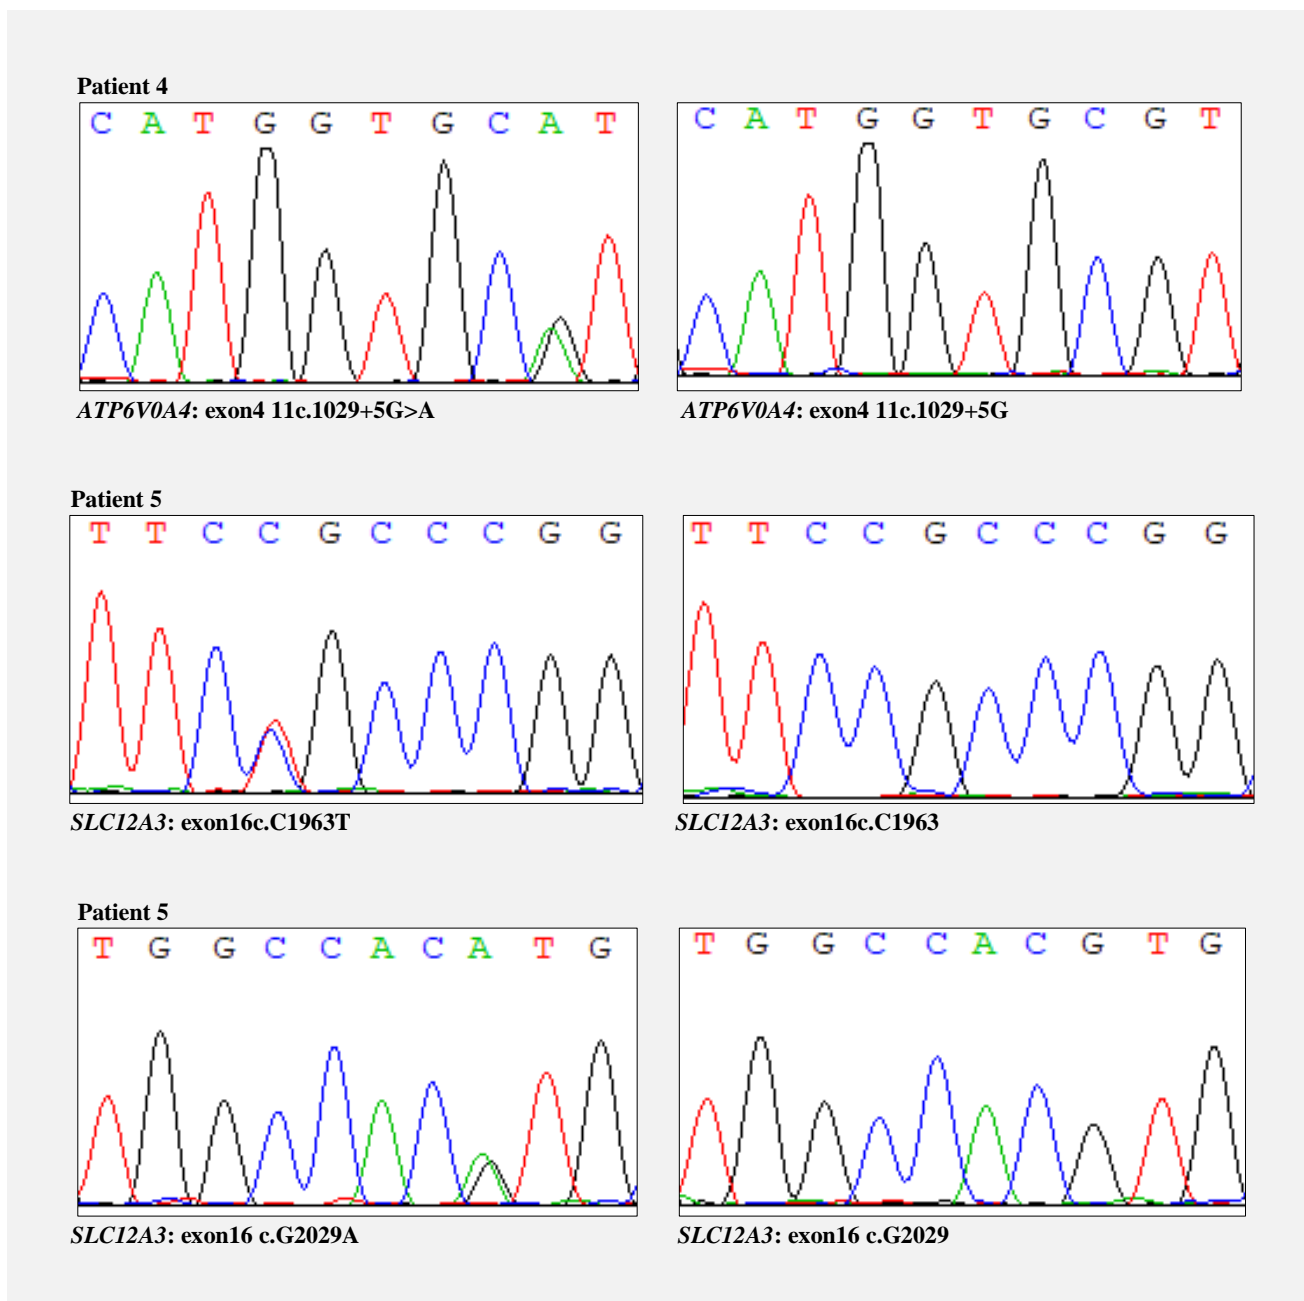 Patient 4
C A T G G T G C A T
C A T G G T G C G T
ATP6V0A4: exon4 11c.1029+5G>A
ATP6V0A4: exon4 11c.1029+5G
Patient 5
T T C C G C C C G G
T T C C G C C C G G
SLC12A3: exon16c.C1963T
SLC12A3: exon16c.C1963
Patient 5
T G G C C A C A T G
T G G C C A C G T G
SLC12A3: exon16 c.G2029A
SLC12A3: exon16 c.G2029